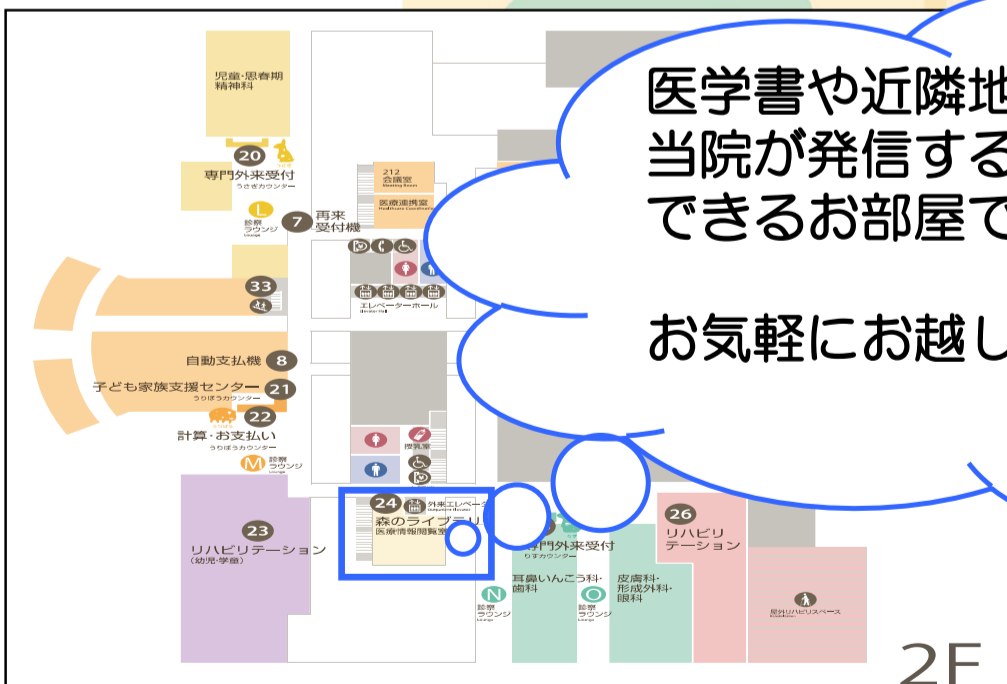 医学書や近隣地
当院が発信する
できるお部屋で
お気軽にお越し
児童・思春期
精神科
20
専門外来受付
うさぎカウンター
L
診察
ラウンジ
Lounge
7
再来
受付機
212
会議室
Meeting Room
医療連携室
エレベーターホール
Elevator Hall
33
自動支払機 8
子ども家族支援センター 21
うりぼうカウンター
22
計算・お支払い
うりぼうカウンター
M
診察
ラウンジ
Lounge
授乳室
23
リハビリテーション
(幼児・学童)
24
外来エレベータ
Outpatient Elevator
森のライブラリ
医療情報閲覧室
専門外来受付
りすカウンター
耳鼻いんこう科・
歯科
N
診察
ラウンジ
Lounge
O
診察
ラウンジ
Lounge
皮膚科・
形成外科・
眼科
26
リハビリ
テーション
屋外リハビリスペース
2F